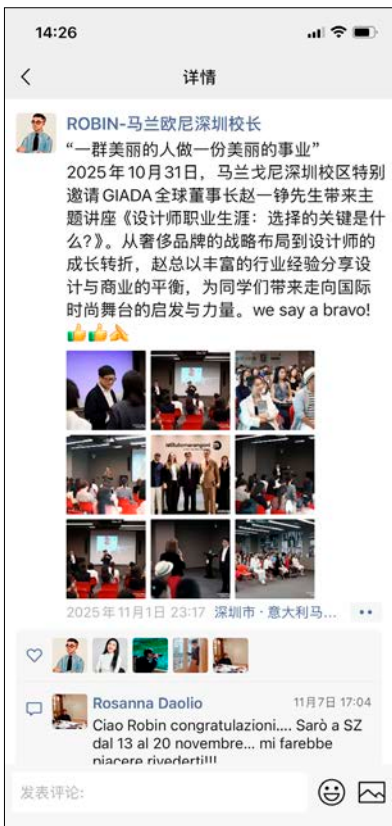 14:26
详情
ROBIN-马兰欧尼深圳校长
“一群美丽的人做一份美丽的事业”
2025年10月31日，马兰戈尼深圳校区特别
邀请GIADA全球董事长赵一铮先生带来主
题讲座《设计师职业生涯：选择的关键是什
么？》。从奢侈品牌的战略布局到设计师的
成长转折，赵总以丰富的行业经验分享设
计与商业的平衡，为同学们带来走向国际
时尚舞台的启发与力量。we say a bravo!
👍👍🙏
istitutomarangoni
2025年11月1日 23:17 深圳市·意大利马...
Rosanna Daolio 11月7日 17:04
Ciao Robin congratulazioni.... Sarò a SZ
dal 13 al 20 novembre... mi farebbe
piacere rivederti!!!
发表评论: